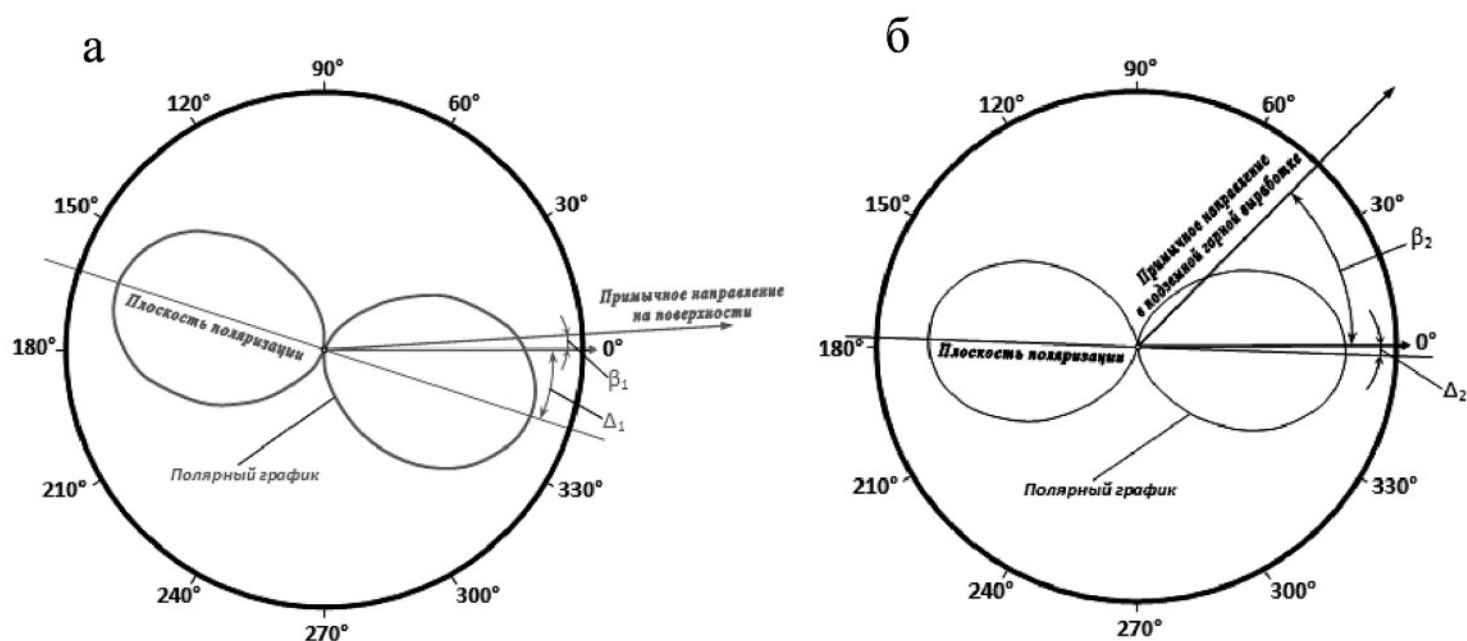 а
90°
120°
60°
150°
30°
Плоскость поляризации
Примычное направление
на поверхности
180°
0°
β₁
Δ₁
Полярный график
210°
330°
240°
300°
270°
б
90°
120°
60°
Примычное направление
в подземной горной выработке
150°
30°
β₂
180°
Плоскость поляризации
0°
Δ₂
Полярный график
210°
330°
240°
300°
270°